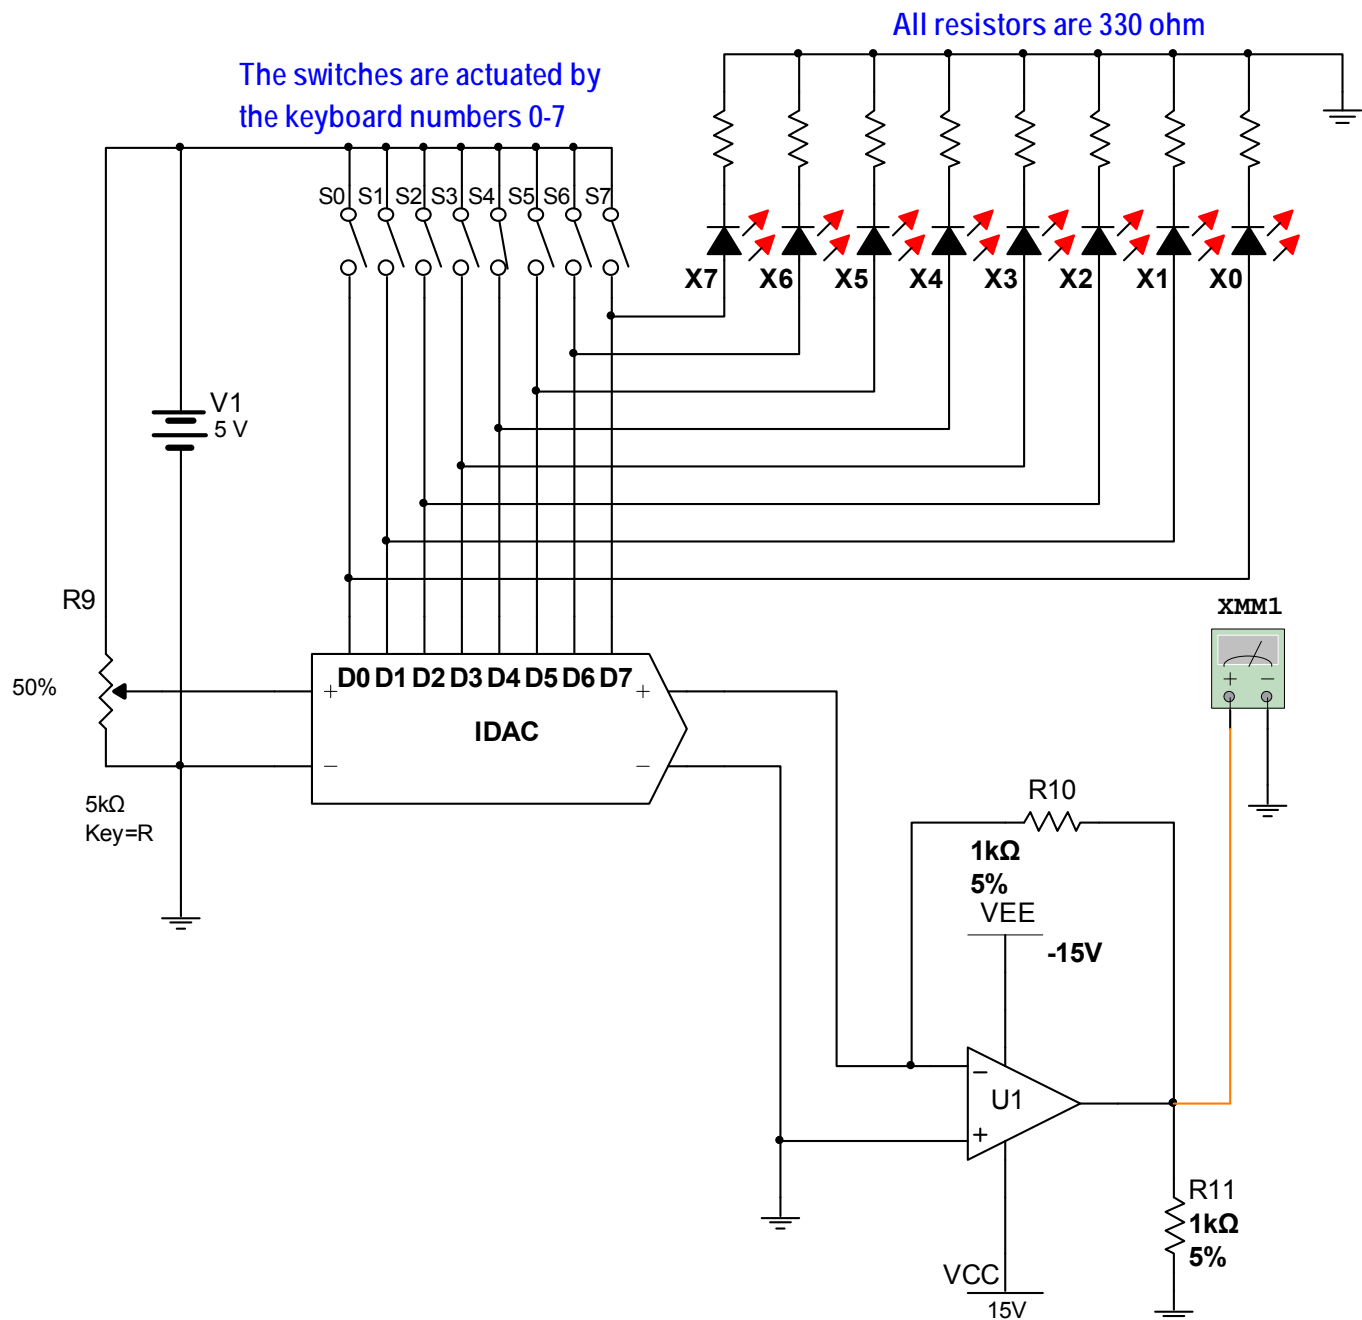 All resistors are 330 ohm
The switches are actuated by
the keyboard numbers 0-7
S0 S1 S2 S3 S4 S5 S6 S7
X7 X6 X5 X4 X3 X2 X1 X0
V1
5 V
R9
50%
5kΩ
Key=R
D0 D1 D2 D3 D4 D5 D6 D7
+ +
IDAC
− −
XMM1
+ −
R10
1kΩ
5%
VEE
-15V
−
U1
+
R11
1kΩ
5%
VCC
15V